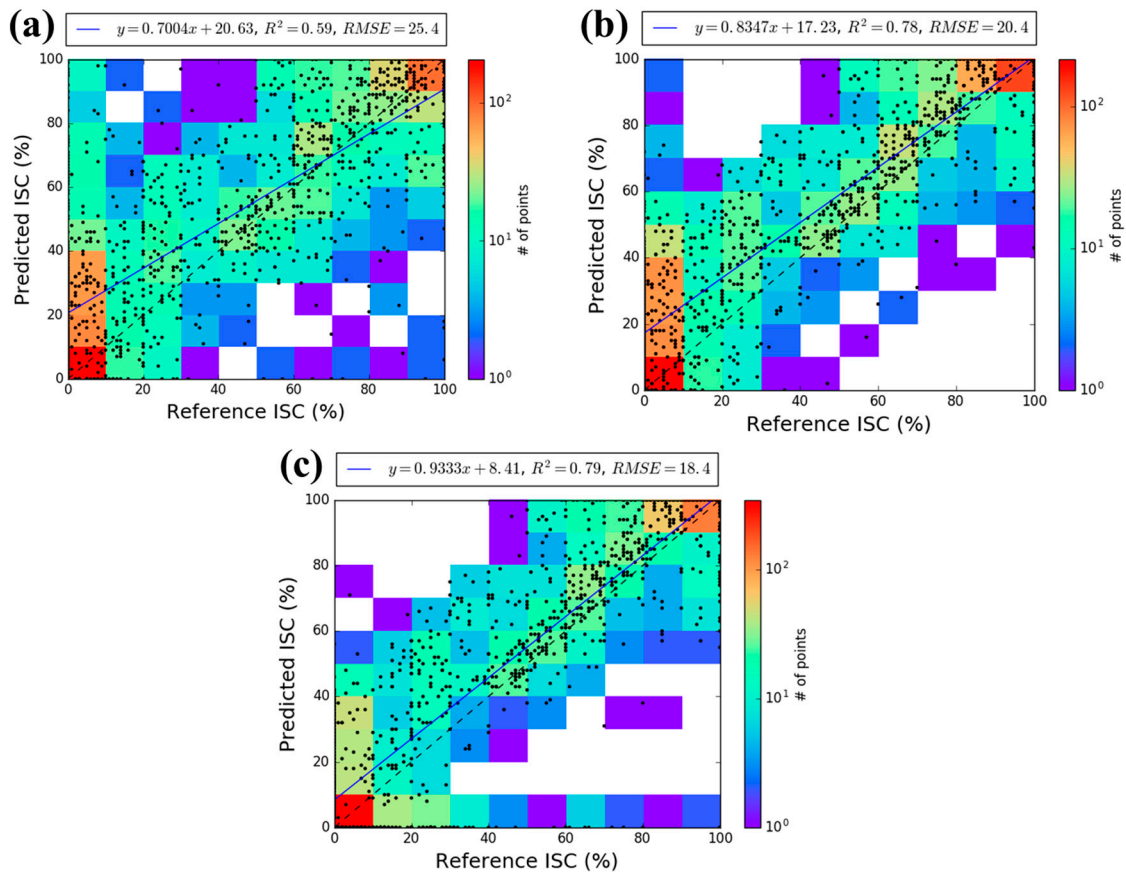 (a)
y = 0.7004x + 20.63, R² = 0.59, RMSE = 25.4
100
80
60
40
20
0
Predicted ISC (%)
0 20 40 60 80 100
Reference ISC (%)
10²
10¹
10⁰
# of points
(b)
y = 0.8347x + 17.23, R² = 0.78, RMSE = 20.4
100
80
60
40
20
0
Predicted ISC (%)
0 20 40 60 80 100
Reference ISC (%)
10²
10¹
10⁰
# of points
(c)
y = 0.9333x + 8.41, R² = 0.79, RMSE = 18.4
100
80
60
40
20
0
Predicted ISC (%)
0 20 40 60 80 100
Reference ISC (%)
10²
10¹
10⁰
# of points